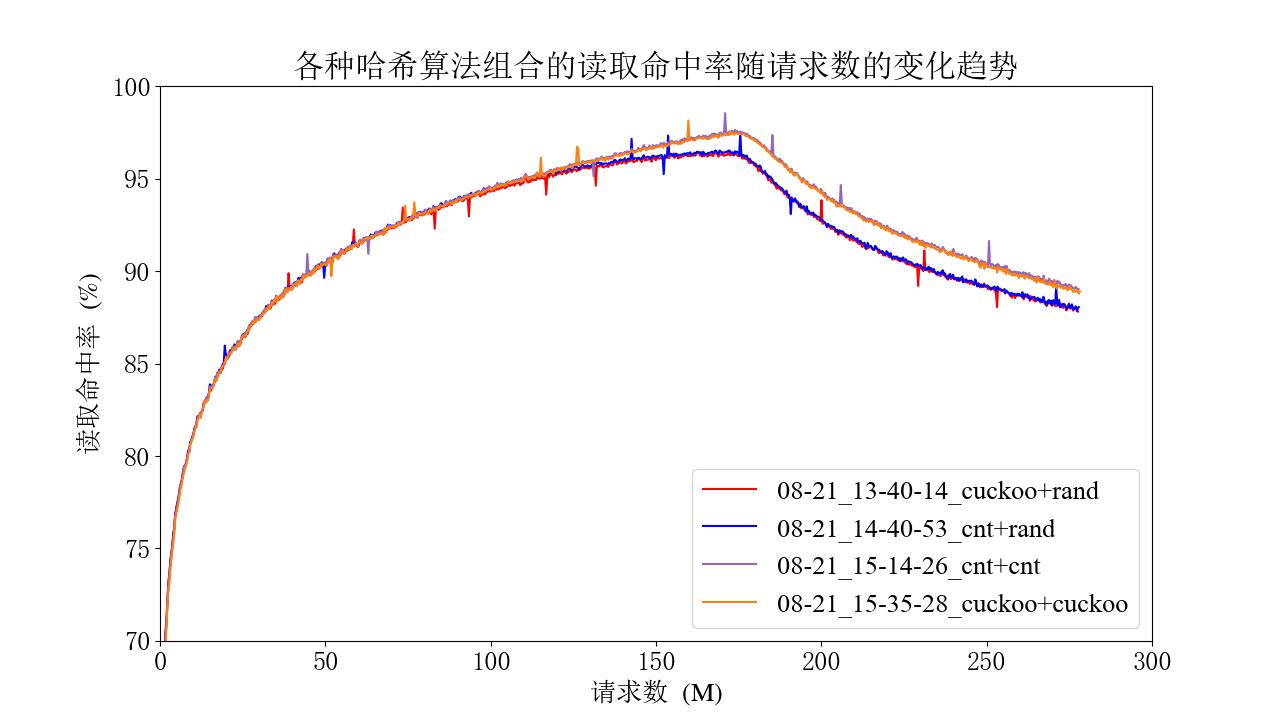 各种哈希算法组合的读取命中率随请求数的变化趋势
100
95
90
85
80
75
70
读取命中率 (%)
0 50 100 150 200 250 300
请求数 (M)
08-21_13-40-14_cuckoo+rand
08-21_14-40-53_cnt+rand
08-21_15-14-26_cnt+cnt
08-21_15-35-28_cuckoo+cuckoo